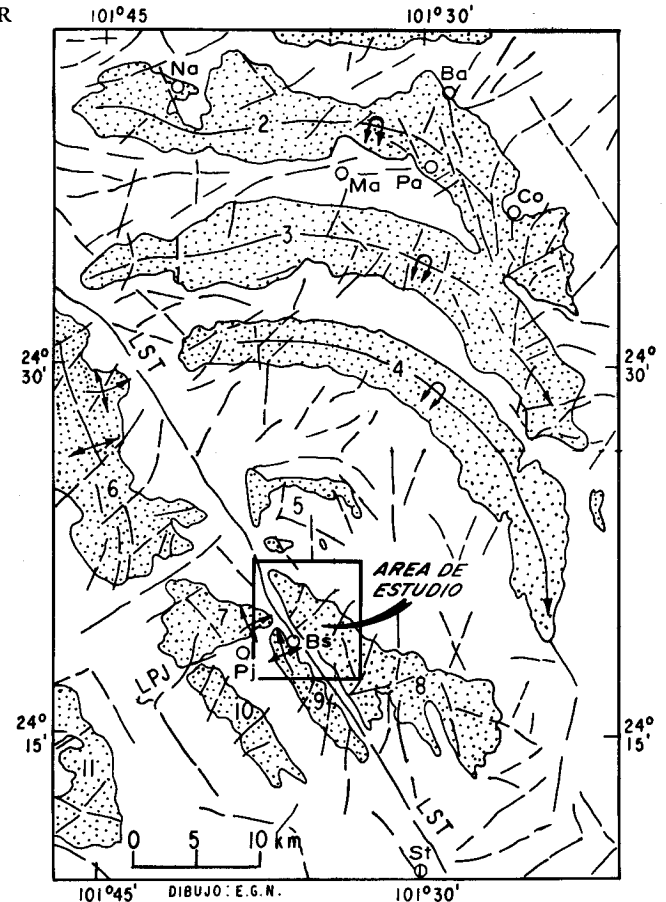 R
101°45
101°30'
Na
Ba
2
Ma
Pa
Co
3
LST
24°
30'
24°
30'
4
6
5
AREA DE
ESTUDIO
7
Bs
Pj
LPJ
8
9
10
24°
15'
24°
15'
11
LST
0 5 10 km
St
101°45'
DIBUJO: E.G.N.
101°30'